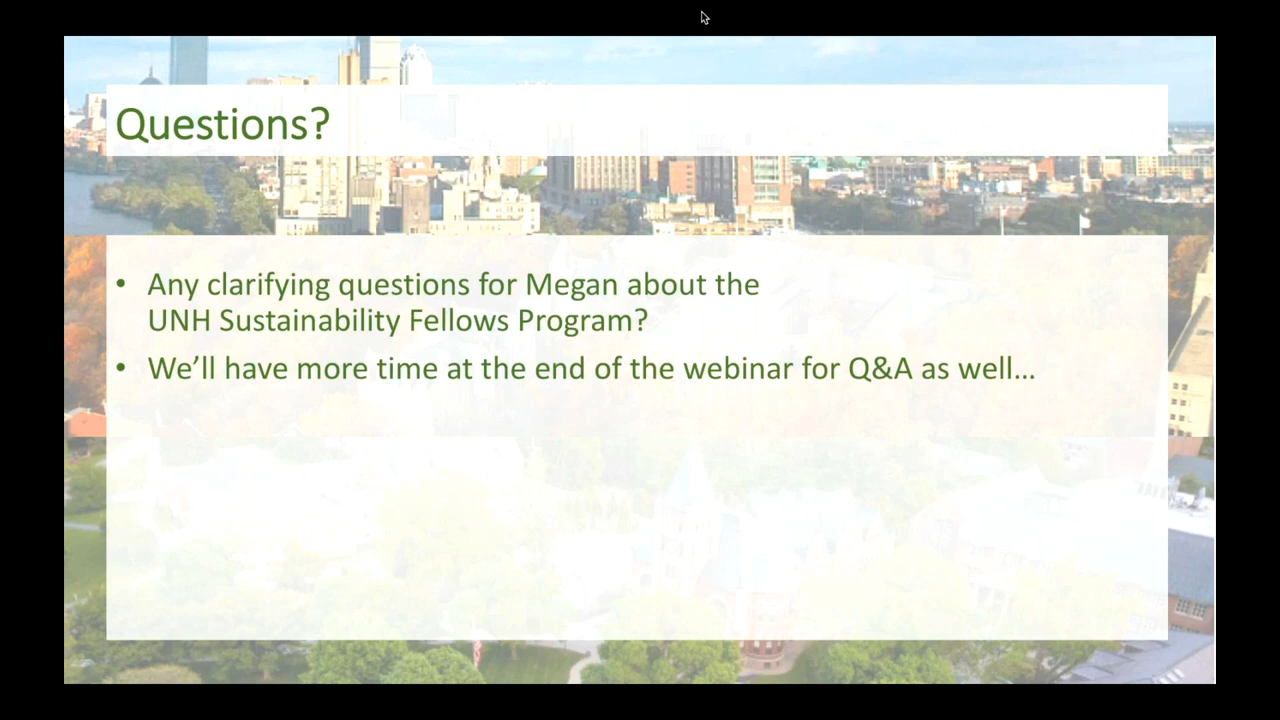 Questions?
• Any clarifying questions for Megan about the
UNH Sustainability Fellows Program?
• We’ll have more time at the end of the webinar for Q&A as well…